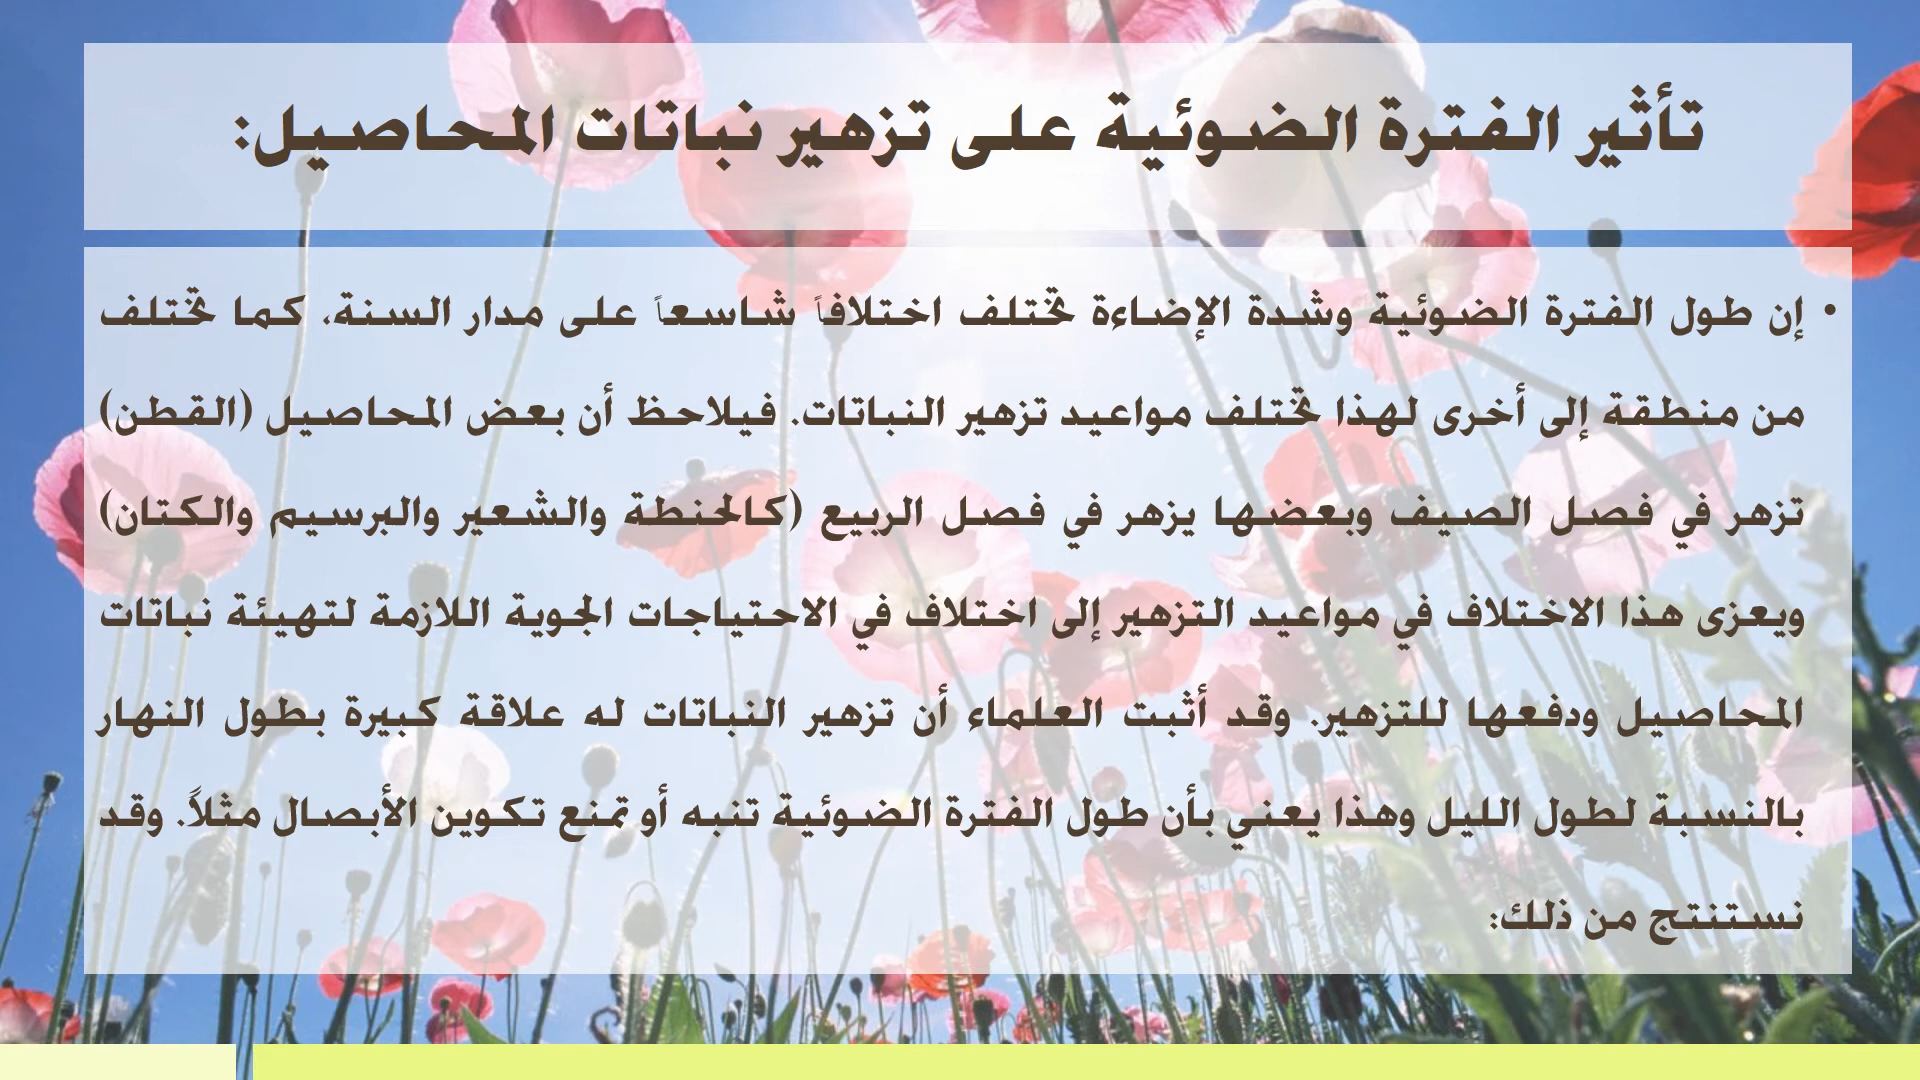 تأثير الفترة الضوئية على تزهير نباتات المحاصيل:
• إن طول الفترة الضوئية وشدة الإضاءة تختلف اختلافاً شاسعاً على مدار السنة، كما تختلف
من منطقة إلى أخرى لهذا تختلف مواعيد تزهير النباتات. فيلاحظ أن بعض المحاصيل (القطن)
تزهر في فصل الصيف وبعضها يزهر في فصل الربيع (كالحنطة والشعير والبرسيم والكتان)
ويعزى هذا الاختلاف في مواعيد التزهير إلى اختلاف في الاحتياجات الجوية اللازمة لتهيئة نباتات
المحاصيل ودفعها للتزهير. وقد أثبت العلماء أن تزهير النباتات له علاقة كبيرة بطول النهار
بالنسبة لطول الليل وهذا يعني بأن طول الفترة الضوئية تنبه أو تمنع تكوين الأبصال مثلاً. وقد
نستنتج من ذلك: